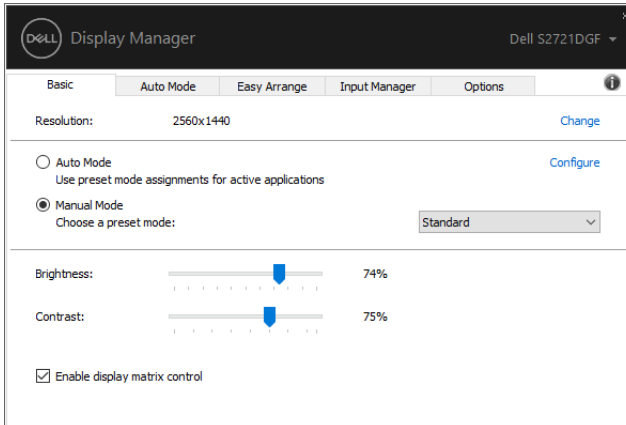 DELL Display Manager
Dell S2721DGF
Basic Auto Mode Easy Arrange Input Manager Options
Resolution: 2560x1440 Change
Auto Mode Configure
Use preset mode assignments for active applications
Manual Mode
Choose a preset mode: Standard
Brightness: 74%
Contrast: 75%
Enable display matrix control